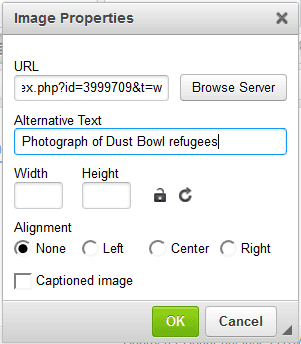 Image Properties
URL
ex.php?id=3999709&t=w
Browse Server
Alternative Text
Photograph of Dust Bowl refugees
Width Height
None Left Center Right
Captioned image
OK Cancel